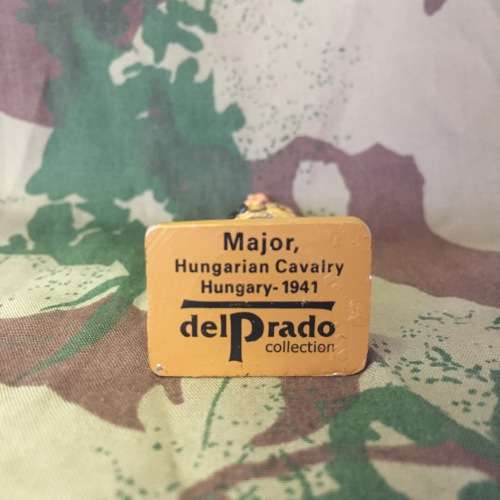 Major,
Hungarian Cavalry
Hungary- 1941
delPrado
collection